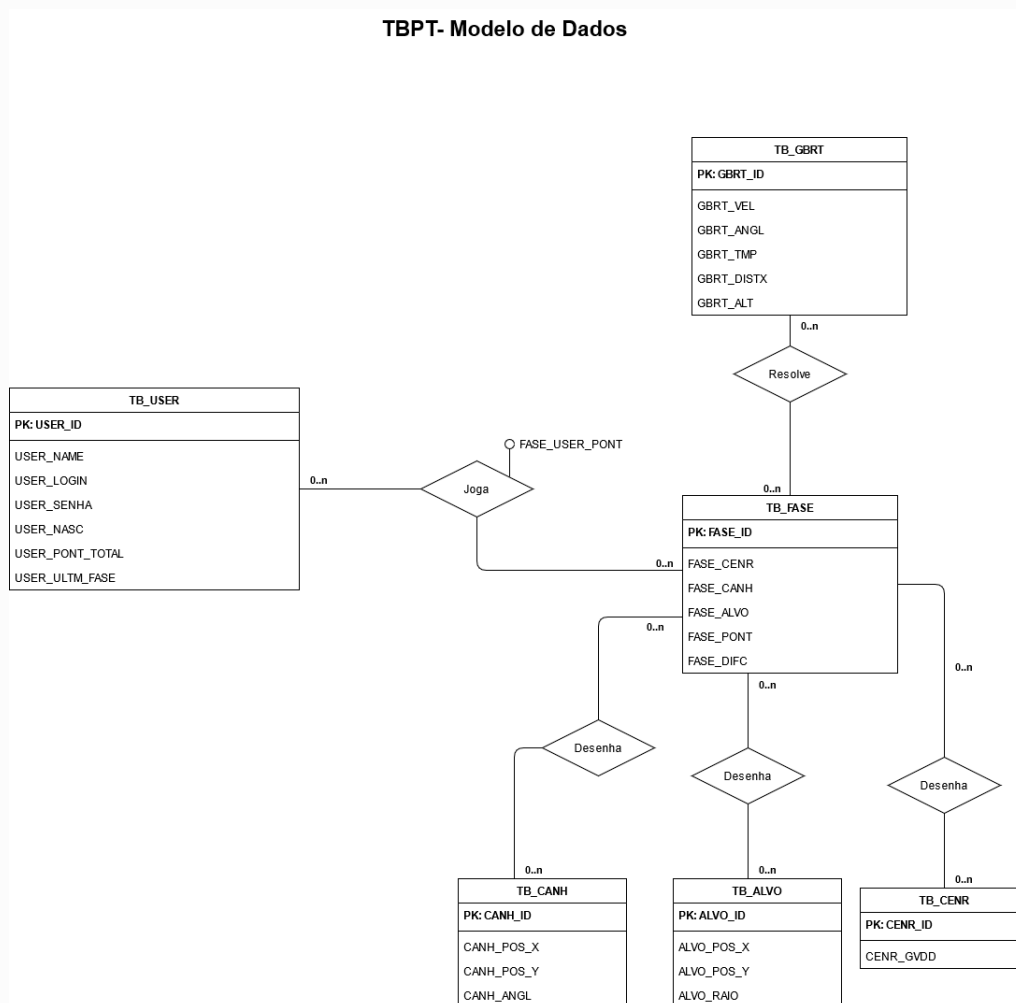 TBPT- Modelo de Dados
TB_GBRT
PK: GBRT_ID
GBRT_VEL
GBRT_ANGL
GBRT_TMP
GBRT_DISTX
GBRT_ALT
0..n
Resolve
0..n
TB_USER
PK: USER_ID
USER_NAME
USER_LOGIN
USER_SENHA
USER_NASC
USER_PONT_TOTAL
USER_ULTM_FASE
0..n
FASE_USER_PONT
Joga
0..n
TB_FASE
PK: FASE_ID
FASE_CENR
FASE_CANH
FASE_ALVO
FASE_PONT
FASE_DIFC
0..n
0..n
0..n
Desenha
Desenha
Desenha
0..n
0..n
0..n
TB_CANH
PK: CANH_ID
CANH_POS_X
CANH_POS_Y
CANH_ANGL
TB_ALVO
PK: ALVO_ID
ALVO_POS_X
ALVO_POS_Y
ALVO_RAIO
TB_CENR
PK: CENR_ID
CENR_GVDD